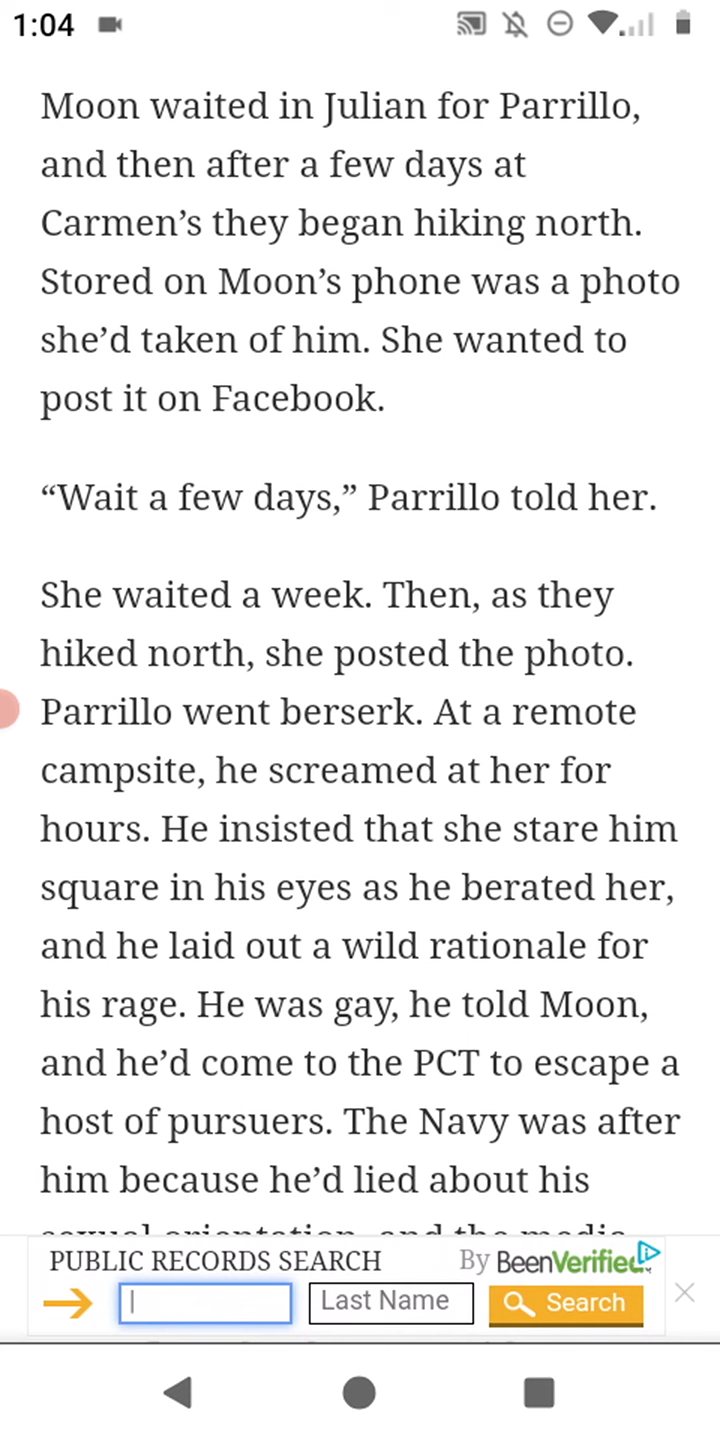 1:04
Moon waited in Julian for Parrillo,
and then after a few days at
Carmen’s they began hiking north.
Stored on Moon’s phone was a photo
she’d taken of him. She wanted to
post it on Facebook.
“Wait a few days,” Parrillo told her.
She waited a week. Then, as they
hiked north, she posted the photo.
Parrillo went berserk. At a remote
campsite, he screamed at her for
hours. He insisted that she stare him
square in his eyes as he berated her,
and he laid out a wild rationale for
his rage. He was gay, he told Moon,
and he’d come to the PCT to escape a
host of pursuers. The Navy was after
him because he’d lied about his
sexual orientation, and the media
PUBLIC RECORDS SEARCH By BeenVerified
Last Name Search